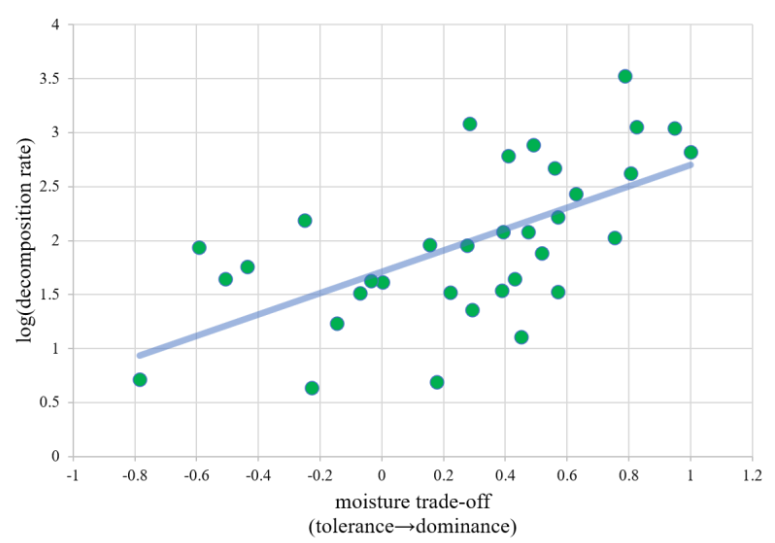 4
3.5
3
2.5
2
1.5
1
0.5
0
-1 -0.8 -0.6 -0.4 -0.2 0 0.2 0.4 0.6 0.8 1 1.2
log(decomposition rate)
moisture trade-off
(tolerance→dominance)